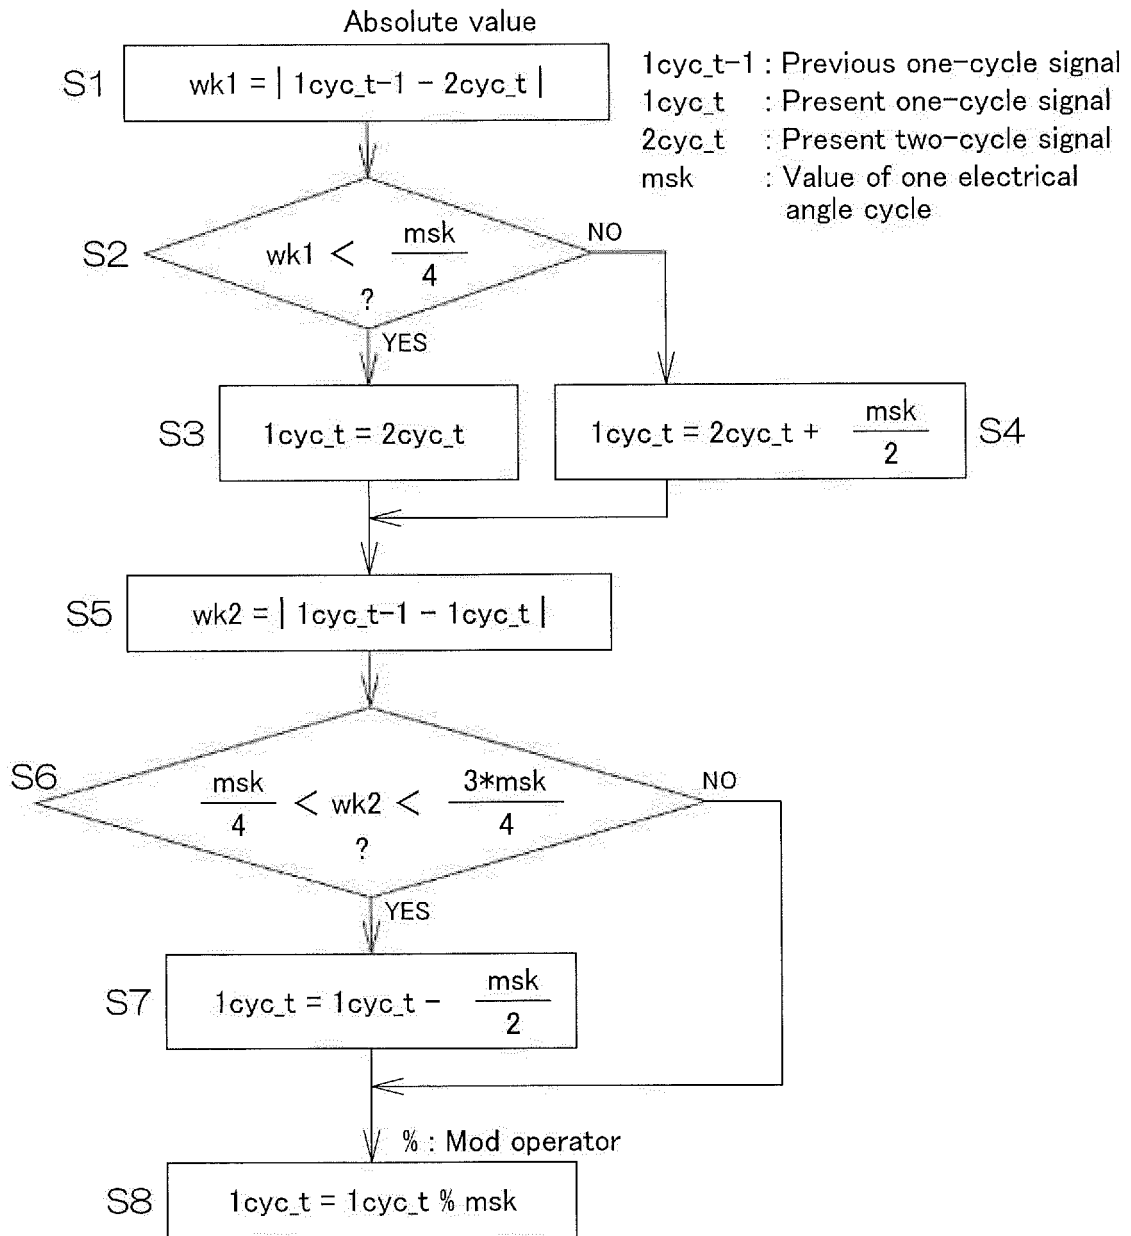 Absolute value
S1
wk1 = | 1cyc_t-1 - 2cyc_t |
1cyc_t-1 : Previous one-cycle signal
1cyc_t : Present one-cycle signal
2cyc_t : Present two-cycle signal
msk : Value of one electrical
angle cycle
S2
wk1 < msk
4
?
NO
YES
S3
1cyc_t = 2cyc_t
1cyc_t = 2cyc_t + msk
2
S4
S5
wk2 = | 1cyc_t-1 - 1cyc_t |
S6
msk
4
< wk2 <
3*msk
4
?
NO
YES
S7
1cyc_t = 1cyc_t - msk
2
% : Mod operator
S8
1cyc_t = 1cyc_t % msk